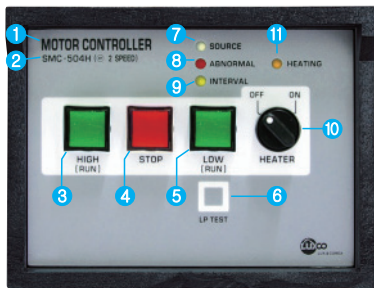 1 MOTOR CONTROLLER
2 SMC-504H (2 SPEED)
7 SOURCE
8 ABNORMAL
11 HEATING
9 INTERVAL
OFF ON
10
HIGH STOP LOW HEATER
[RUN] [RUN]
3 4 5 6
LP TEST